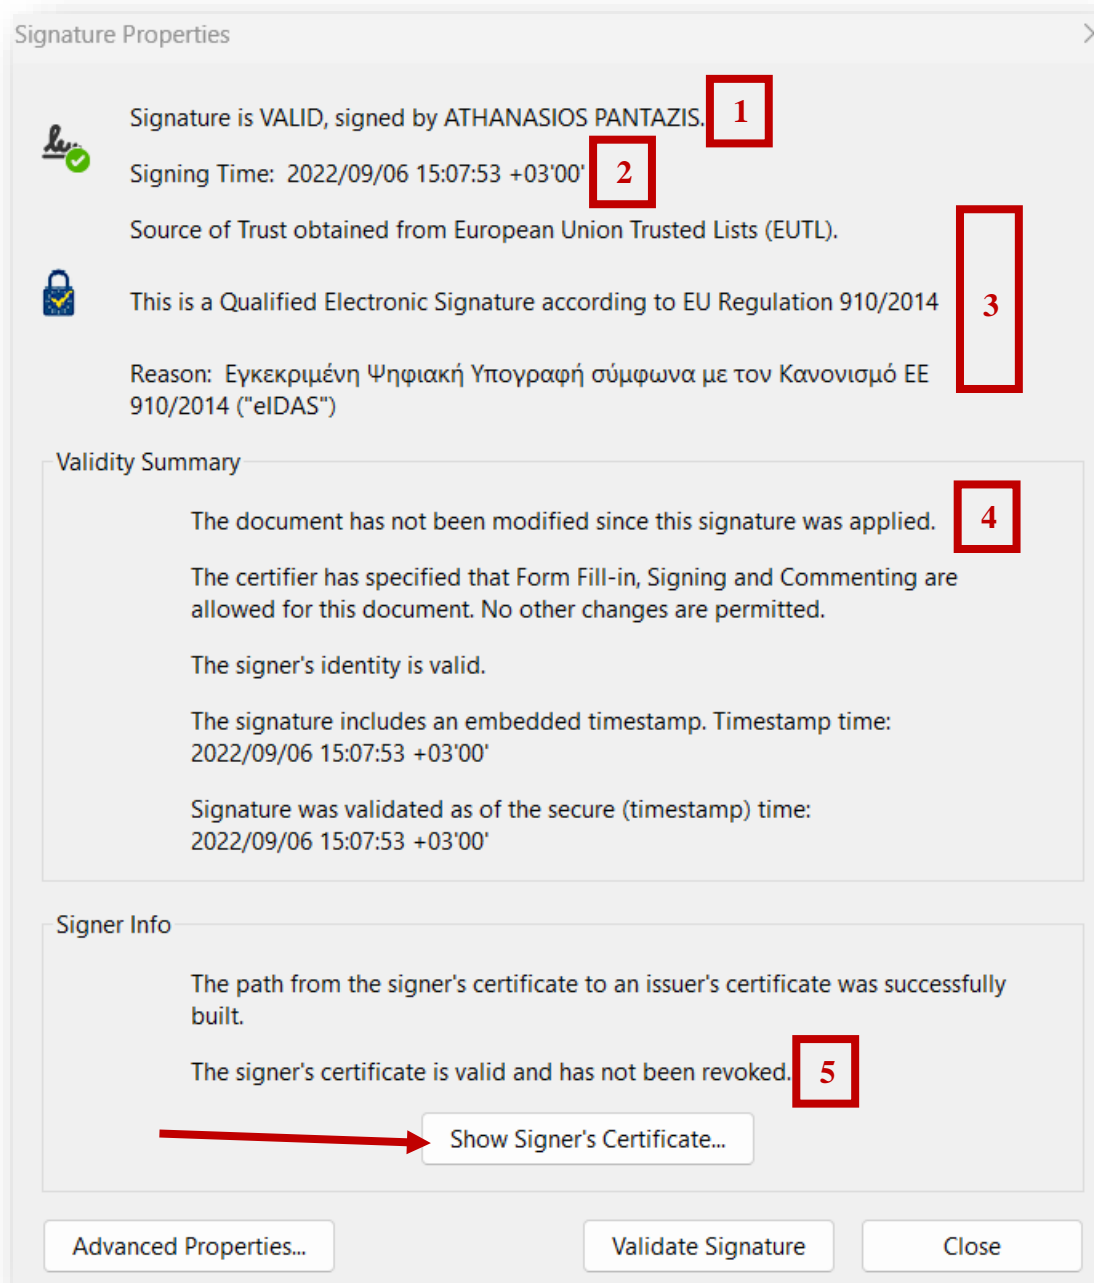 Signature Properties
Signature is VALID, signed by ATHANASIOS PANTAZIS.
1
Signing Time: 2022/09/06 15:07:53 +03'00'
2
Source of Trust obtained from European Union Trusted Lists (EUTL).
This is a Qualified Electronic Signature according to EU Regulation 910/2014
3
Reason: Εγκεκριμένη Ψηφιακή Υπογραφή σύμφωνα με τον Κανονισμό ΕΕ
910/2014 ("eIDAS")
Validity Summary
The document has not been modified since this signature was applied.
4
The certifier has specified that Form Fill-in, Signing and Commenting are
allowed for this document. No other changes are permitted.
The signer's identity is valid.
The signature includes an embedded timestamp. Timestamp time:
2022/09/06 15:07:53 +03'00'
Signature was validated as of the secure (timestamp) time:
2022/09/06 15:07:53 +03'00'
Signer Info
The path from the signer's certificate to an issuer's certificate was successfully
built.
The signer's certificate is valid and has not been revoked.
5
Show Signer's Certificate...
Advanced Properties...
Validate Signature
Close